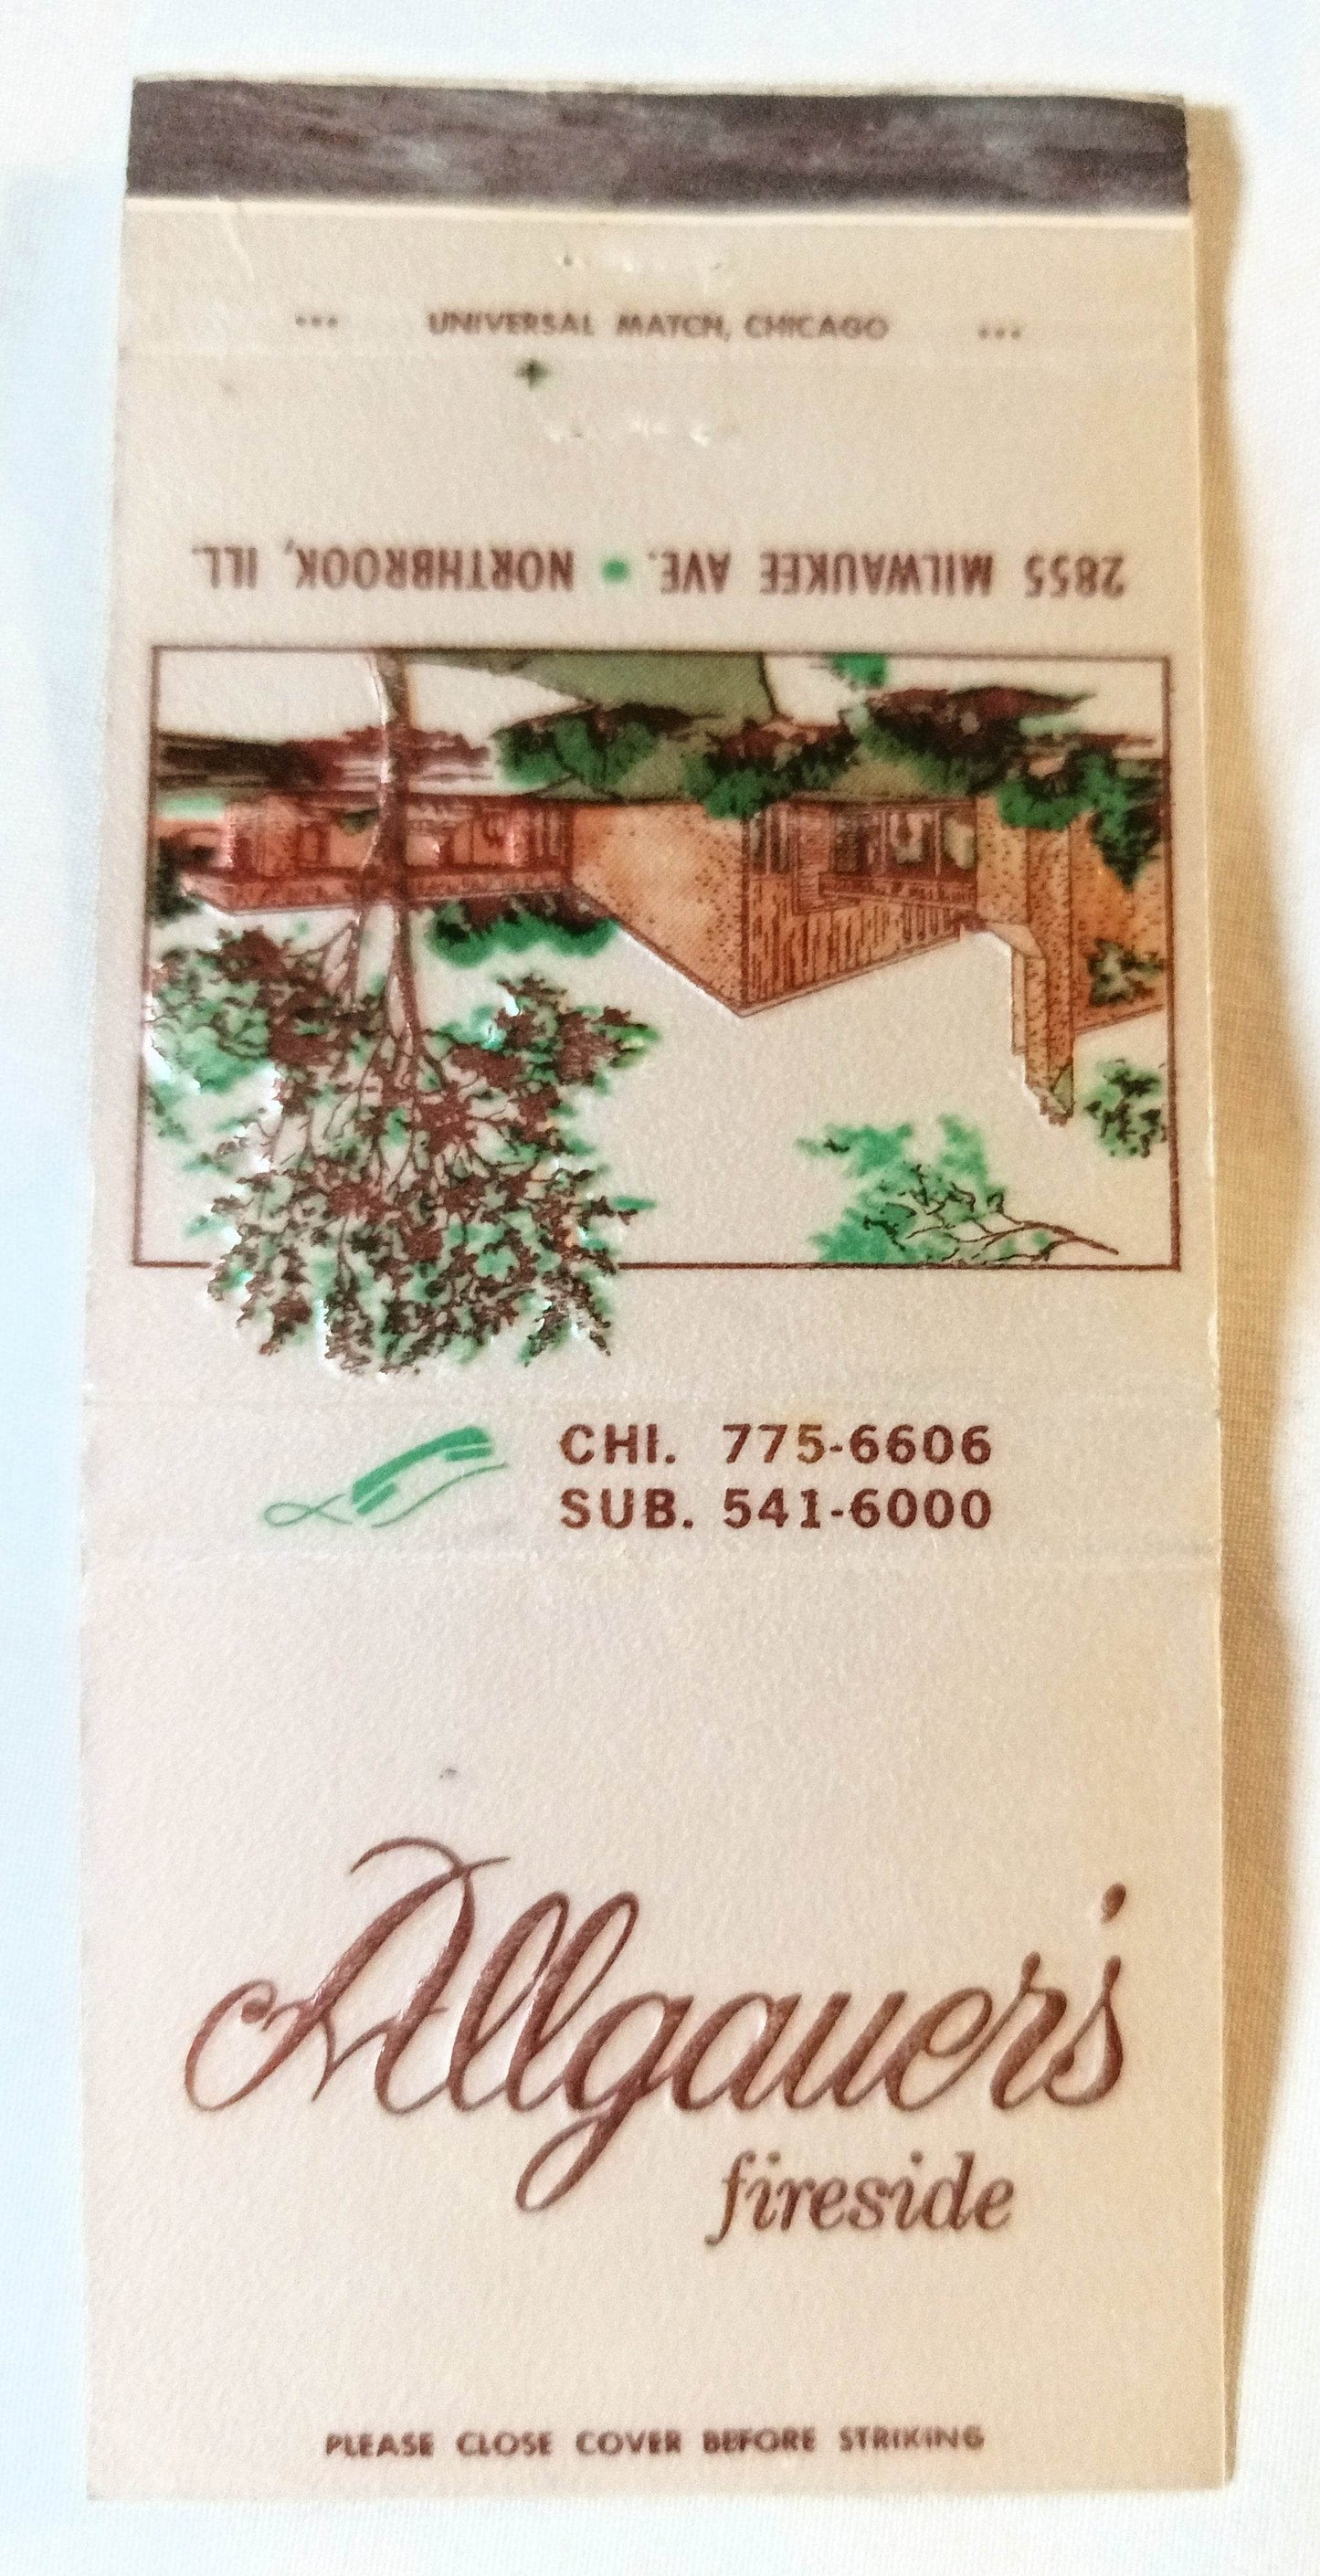 ••• UNIVERSAL MATCH, CHICAGO •••
2855 MILWAUKEE AVE. • NORTHBROOK, ILL.
CHI. 775-6606
SUB. 541-6000
Allgauer's
fireside
PLEASE CLOSE COVER BEFORE STRIKING